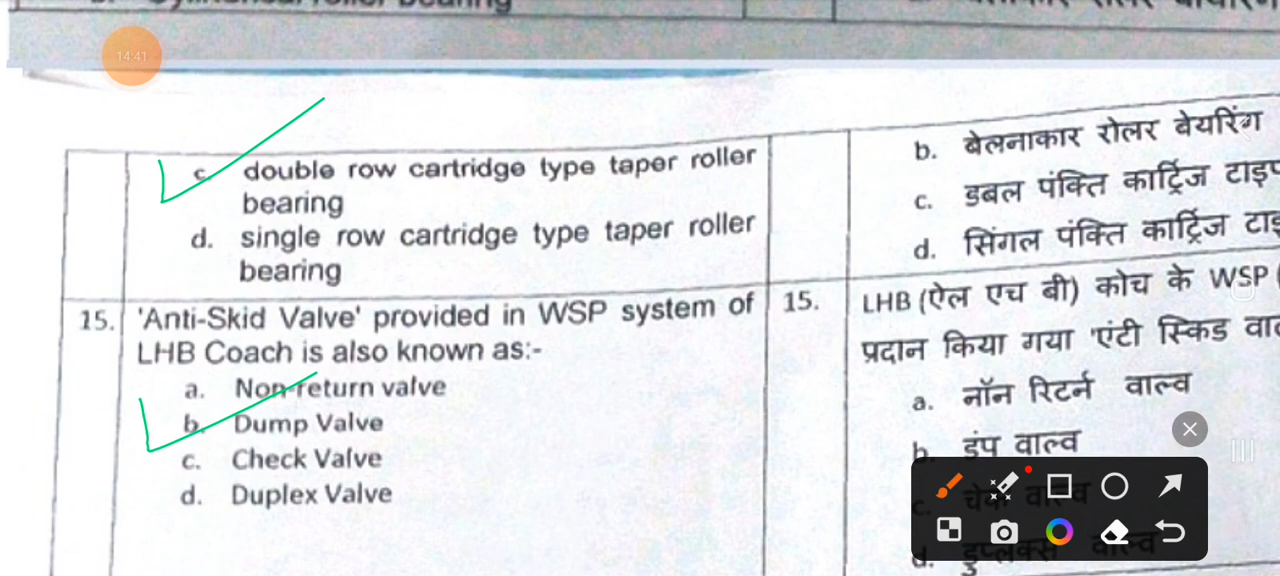 14:41
c. double row cartridge type taper roller
bearing
d. single row cartridge type taper roller
bearing
b. बेलनाकार रोलर बेयरिंग
c. डबल पंक्ति कार्ट्रिज
d. सिंगल पंक्ति कार्ट्रिज
15. 'Anti-Skid Valve' provided in WSP system of
LHB Coach is also known as:-
a. Non-return valve
b. Dump Valve
c. Check Valve
d. Duplex Valve
15. LHB (ऐल एच बी) कोच के WSP
प्रदान किया गया 'एंटी स्किड
a. नॉन रिटर्न वाल्व
b. डंप वाल्व
c. चेक वाल्व
d. डुप्लेक्स वाल्व